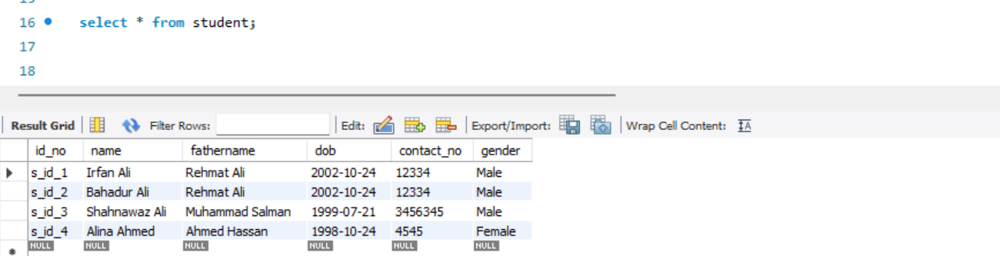 15
16 select * from student;
17
18
Result Grid Filter Rows: Edit: Export/Import: Wrap Cell Content: IA
id_no name fathername dob contact_no gender
s_id_1 Irfan Ali Rehmat Ali 2002-10-24 12334 Male
s_id_2 Bahadur Ali Rehmat Ali 2002-10-24 12334 Male
s_id_3 Shahnawaz Ali Muhammad Salman 1999-07-21 3456345 Male
s_id_4 Alina Ahmed Ahmed Hassan 1998-10-24 4545 Female
NULL NULL NULL NULL NULL NULL